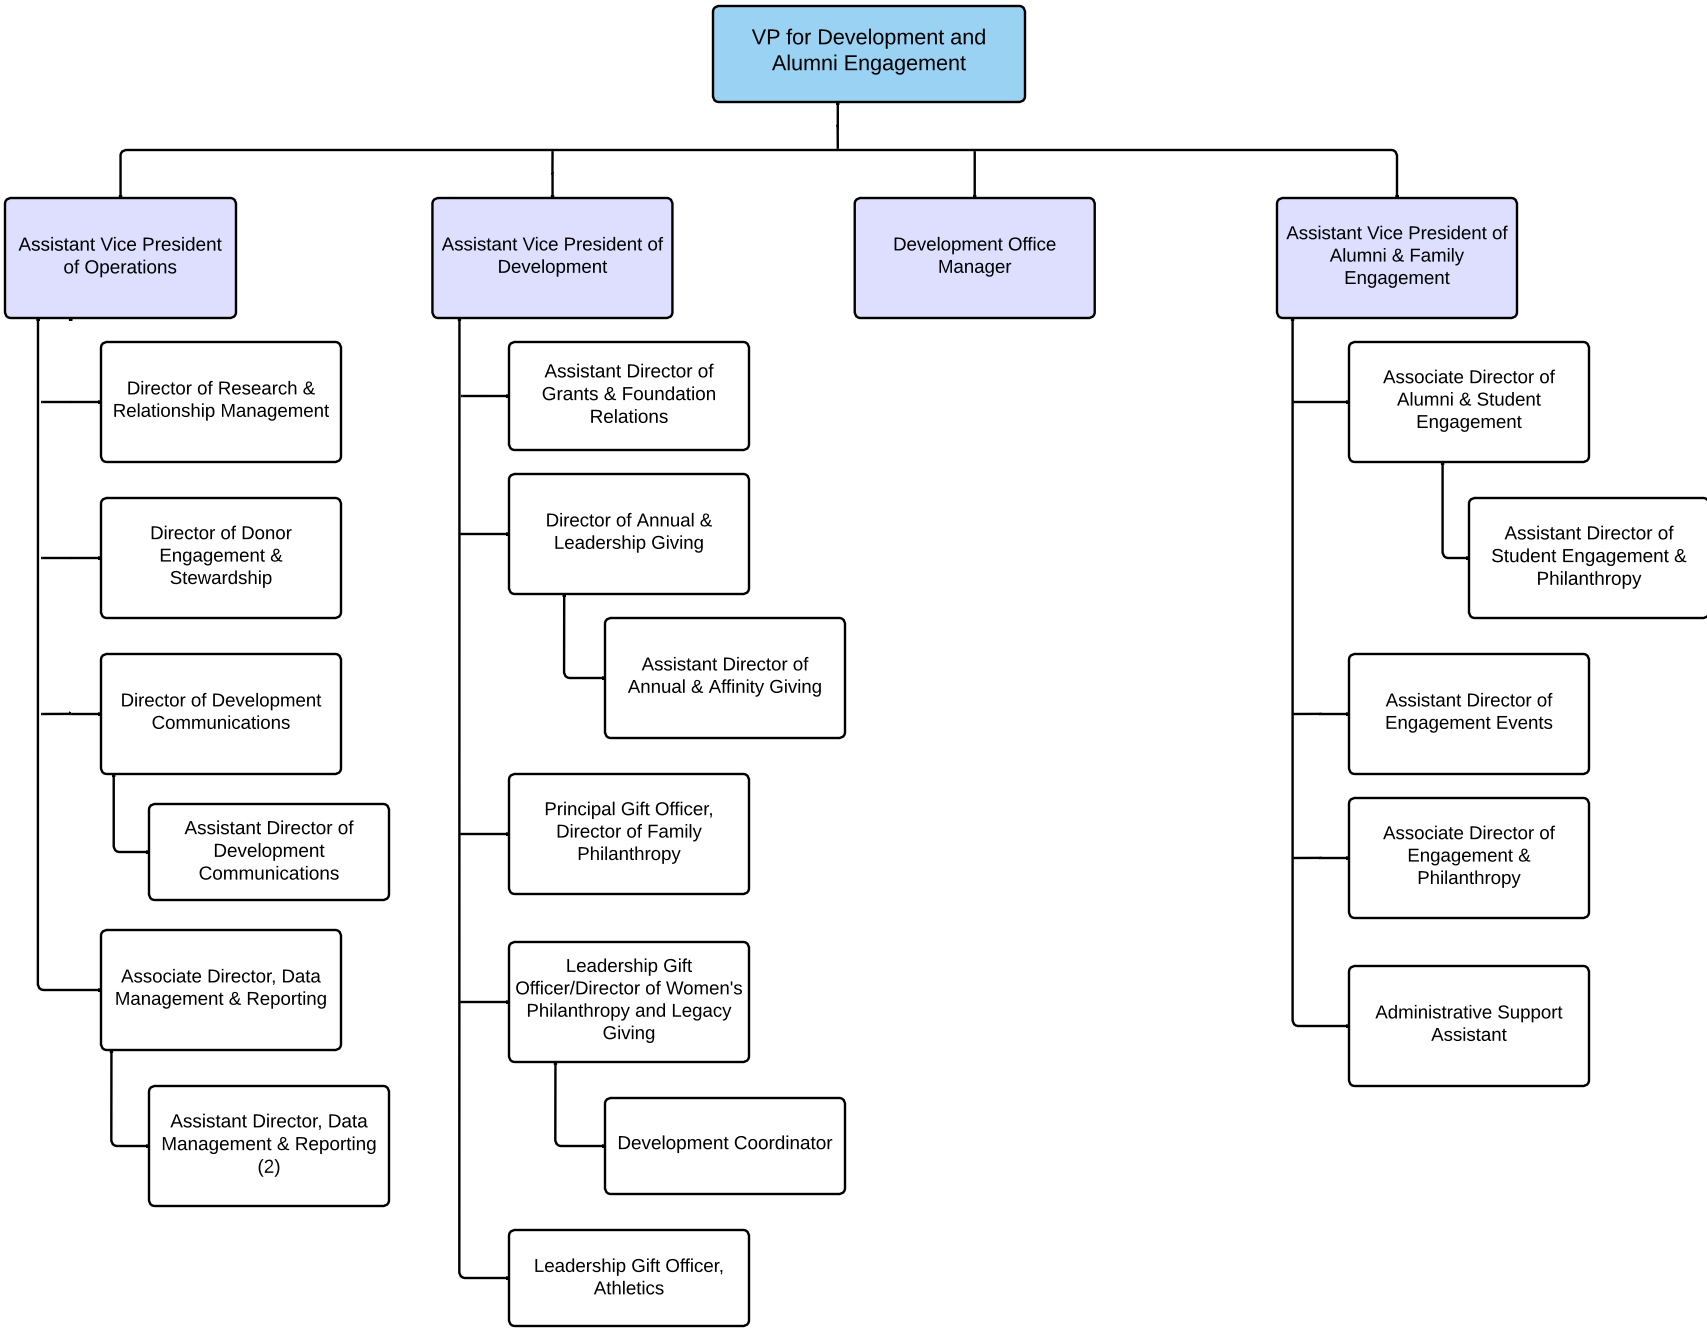 VP for Development and
Alumni Engagement
Assistant Vice President
of Operations
Assistant Vice President of
Development
Development Office
Manager
Assistant Vice President of
Alumni & Family
Engagement
Director of Research &
Relationship Management
Director of Donor
Engagement &
Stewardship
Director of Development
Communications
Assistant Director of
Development
Communications
Associate Director, Data
Management & Reporting
Assistant Director, Data
Management & Reporting
(2)
Assistant Director of
Grants & Foundation
Relations
Director of Annual &
Leadership Giving
Assistant Director of
Annual & Affinity Giving
Principal Gift Officer,
Director of Family
Philanthropy
Leadership Gift
Officer/Director of Women's
Philanthropy and Legacy
Giving
Development Coordinator
Leadership Gift Officer,
Athletics
Associate Director of
Alumni & Student
Engagement
Assistant Director of
Student Engagement &
Philanthropy
Assistant Director of
Engagement Events
Associate Director of
Engagement &
Philanthropy
Administrative Support
Assistant